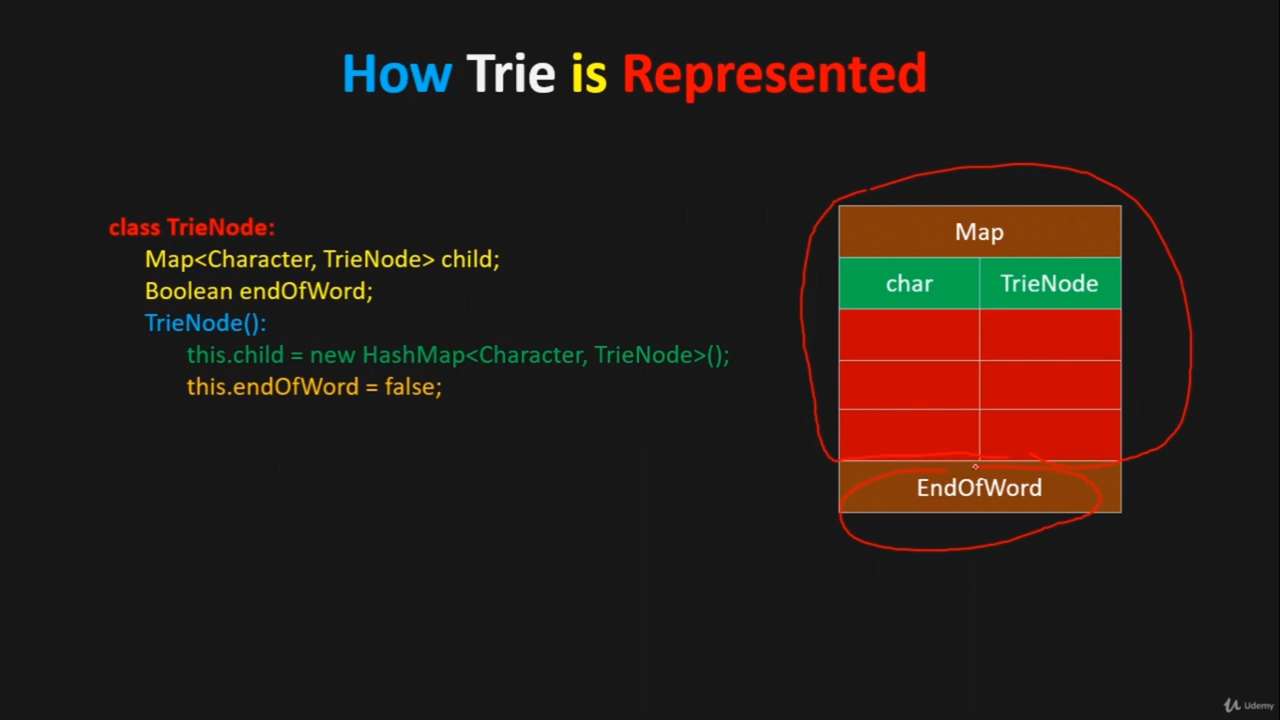 How Trie is Represented
class TrieNode:
Map<Character, TrieNode> child;
Boolean endOfWord;
TrieNode():
this.child = new HashMap<Character, TrieNode>();
this.endOfWord = false;
Map
char TrieNode
EndOfWord
Udemy